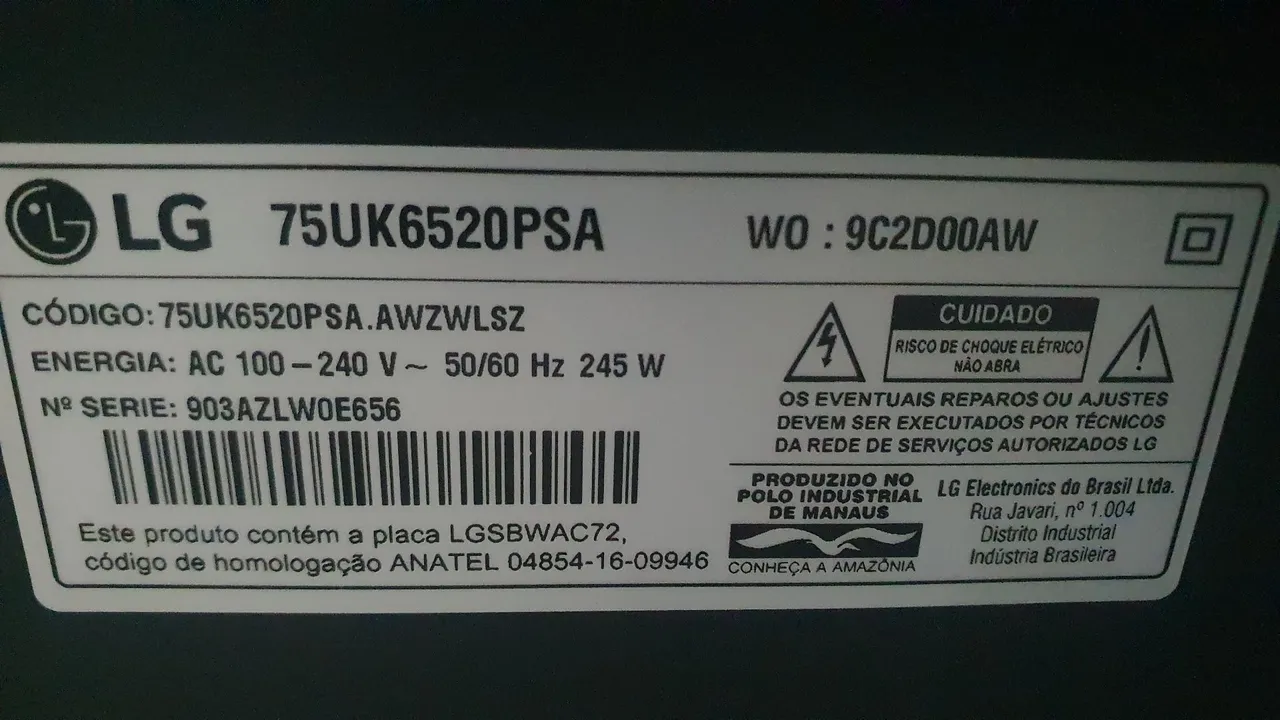 LG 75UK6520PSA WO : 9C2D00AW
CÓDIGO: 75UK6520PSA.AWZWLSZ
ENERGIA: AC 100 – 240 V ~ 50/60 Hz 245 W
Nº SERIE: 903AZLW0E656
Este produto contém a placa LGSBWAC72,
código de homologação ANATEL 04854-16-09946
CUIDADO
RISCO DE CHOQUE ELÉTRICO
NÃO ABRA
OS EVENTUAIS REPAROS OU AJUSTES
DEVEM SER EXECUTADOS POR TÉCNICOS
DA REDE DE SERVIÇOS AUTORIZADOS LG
PRODUZIDO NO
POLO INDUSTRIAL
DE MANAUS
CONHEÇA A AMAZÔNIA
LG Electronics do Brasil Ltda.
Rua Javari, nº 1.004
Distrito Industrial
Indústria Brasileira